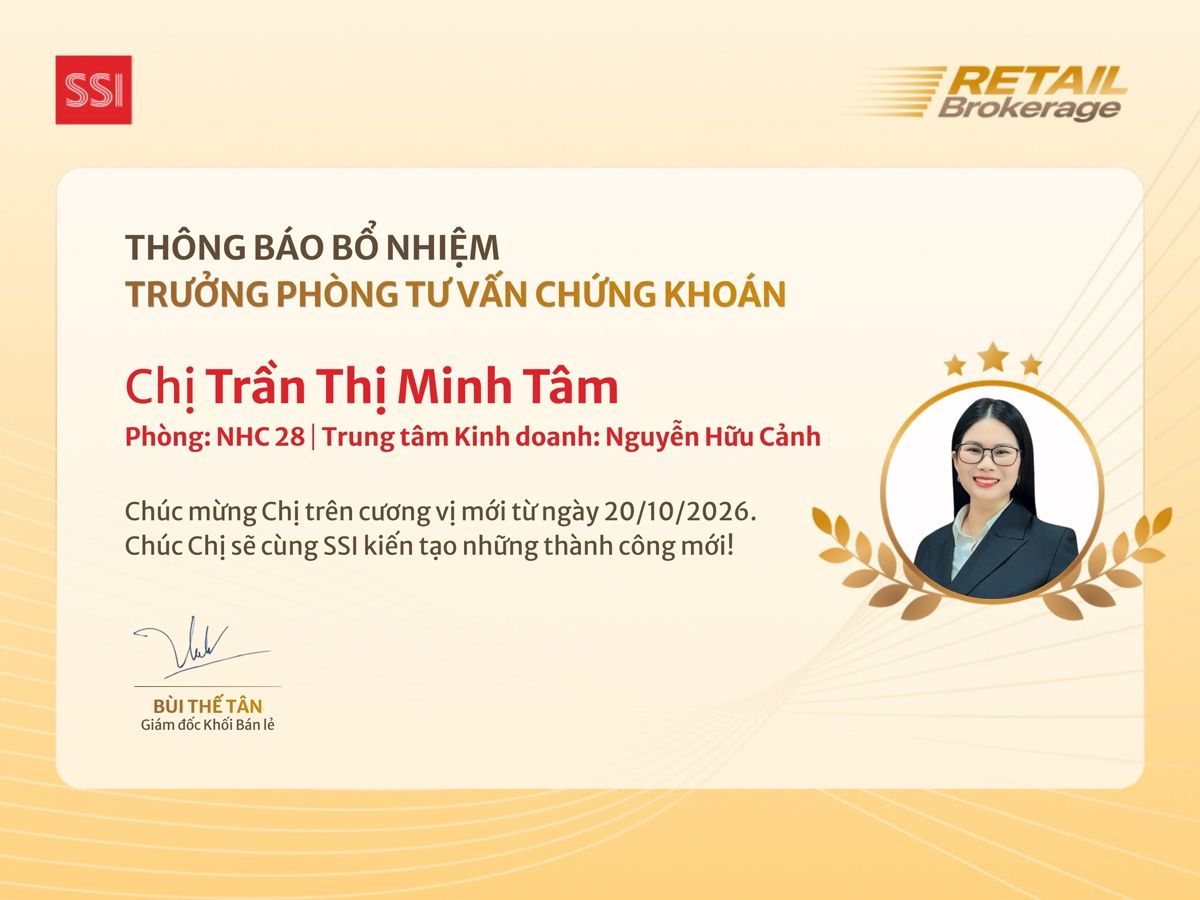 SSI
RETAIL
Brokerage
THÔNG BÁO BỔ NHIỆM
TRƯỞNG PHÒNG TƯ VẤN CHỨNG KHOÁN
Chị Trần Thị Minh Tâm
Phòng: NHC 28 | Trung tâm Kinh doanh: Nguyễn Hữu Cảnh
Chúc mừng Chị trên cương vị mới từ ngày 20/10/2026.
Chúc Chị sẽ cùng SSI kiến tạo những thành công mới!
BÙI THẾ TÂN
Giám đốc Khối Bán lẻ